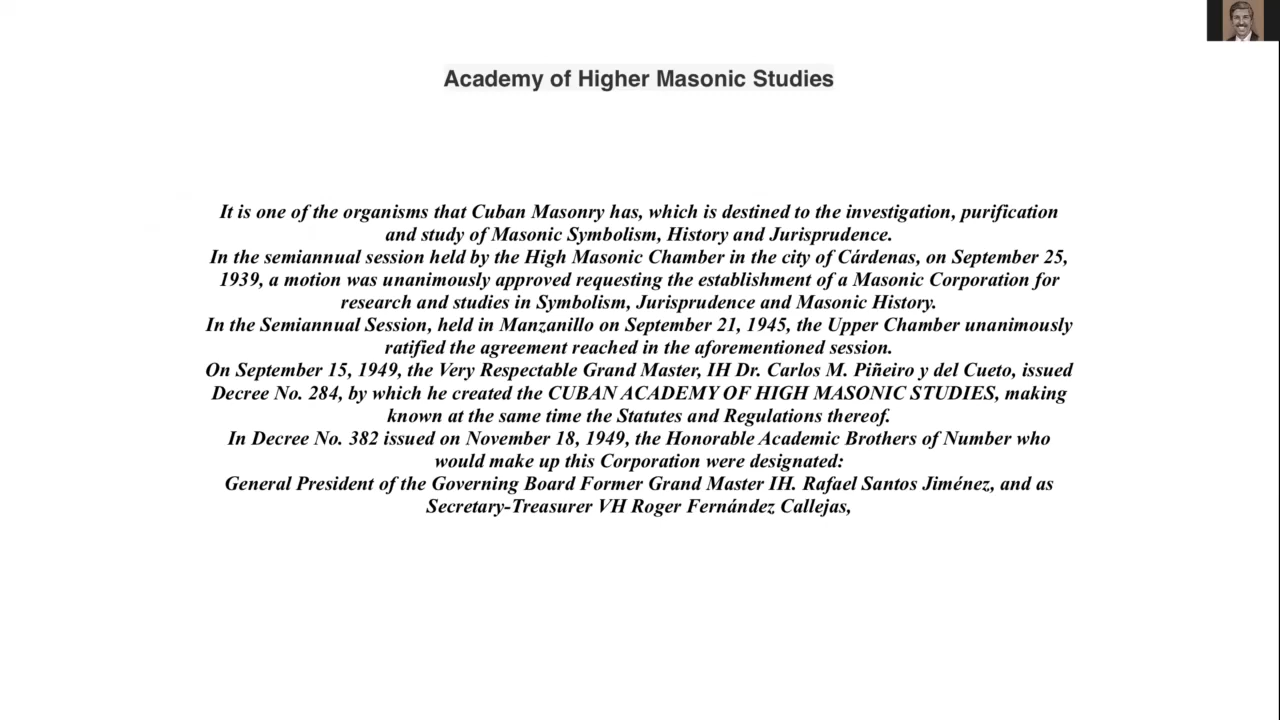 Academy of Higher Masonic Studies
It is one of the organisms that Cuban Masonry has, which is destined to the investigation, purification
and study of Masonic Symbolism, History and Jurisprudence.
In the semiannual session held by the High Masonic Chamber in the city of Cárdenas, on September 25,
1939, a motion was unanimously approved requesting the establishment of a Masonic Corporation for
research and studies in Symbolism, Jurisprudence and Masonic History.
In the Semiannual Session, held in Manzanillo on September 21, 1945, the Upper Chamber unanimously
ratified the agreement reached in the aforementioned session.
On September 15, 1949, the Very Respectable Grand Master, IH Dr. Carlos M. Piñeiro y del Cueto, issued
Decree No. 284, by which he created the CUBAN ACADEMY OF HIGH MASONIC STUDIES, making
known at the same time the Statutes and Regulations thereof.
In Decree No. 382 issued on November 18, 1949, the Honorable Academic Brothers of Number who
would make up this Corporation were designated:
General President of the Governing Board Former Grand Master IH. Rafael Santos Jiménez, and as
Secretary-Treasurer VH Roger Fernández Callejas,